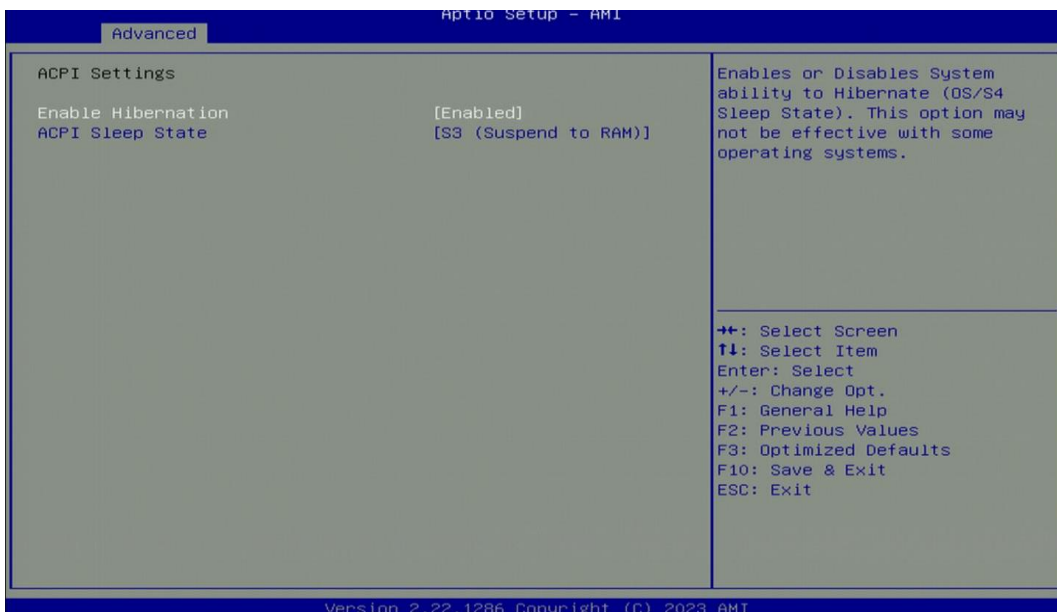 Aptio Setup – AMI
Advanced
ACPI Settings
Enable Hibernation [Enabled]
ACPI Sleep State [S3 (Suspend to RAM)]
Enables or Disables System
ability to Hibernate (OS/S4
Sleep State). This option may
not be effective with some
operating systems.
→←: Select Screen
↑↓: Select Item
Enter: Select
+/-: Change Opt.
F1: General Help
F2: Previous Values
F3: Optimized Defaults
F10: Save & Exit
ESC: Exit
Version 2.22.1286 Copyright (C) 2023 AMI